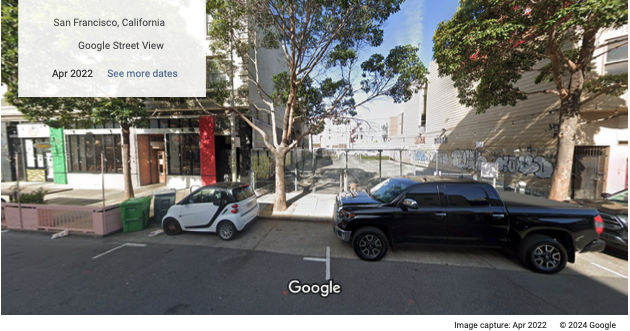 San Francisco, California
Google Street View
Apr 2022 See more dates
Google
Image capture: Apr 2022 © 2024 Google